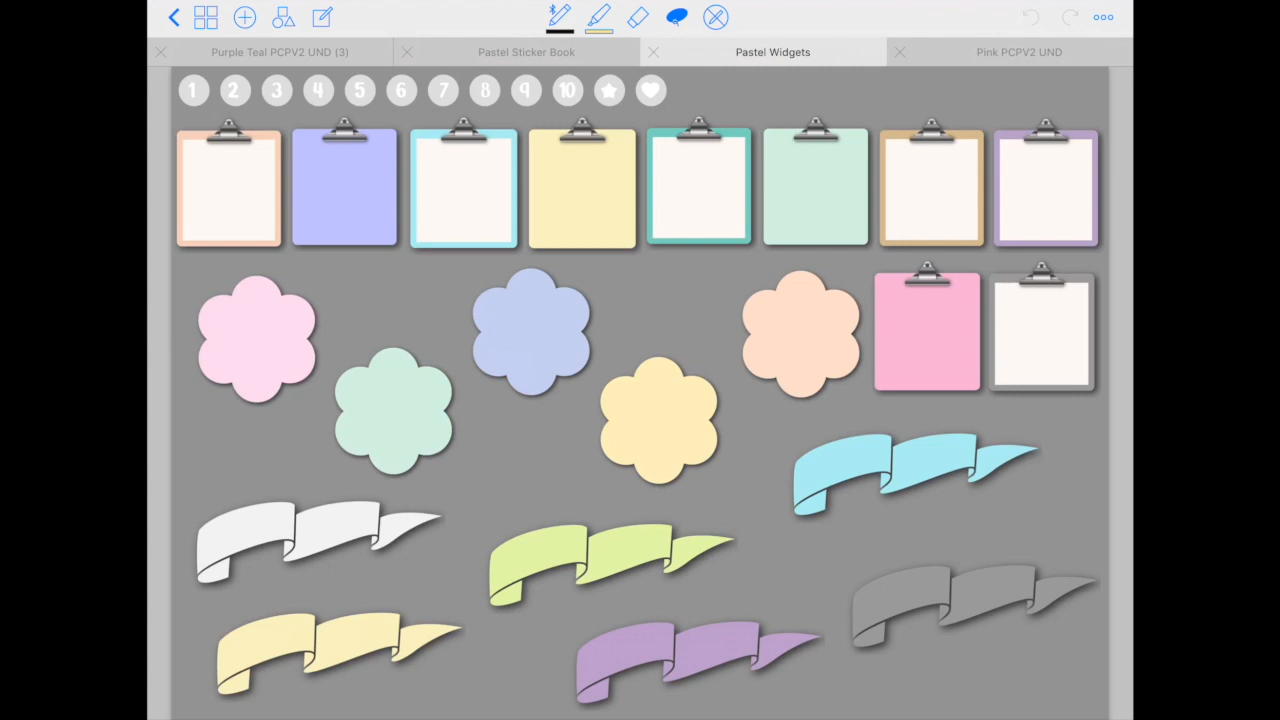 Purple Teal PCPV2 UND (3)
Pastel Sticker Book
Pastel Widgets
Pink PCPV2 UND
1 2 3 4 5 6 7 8 9 10